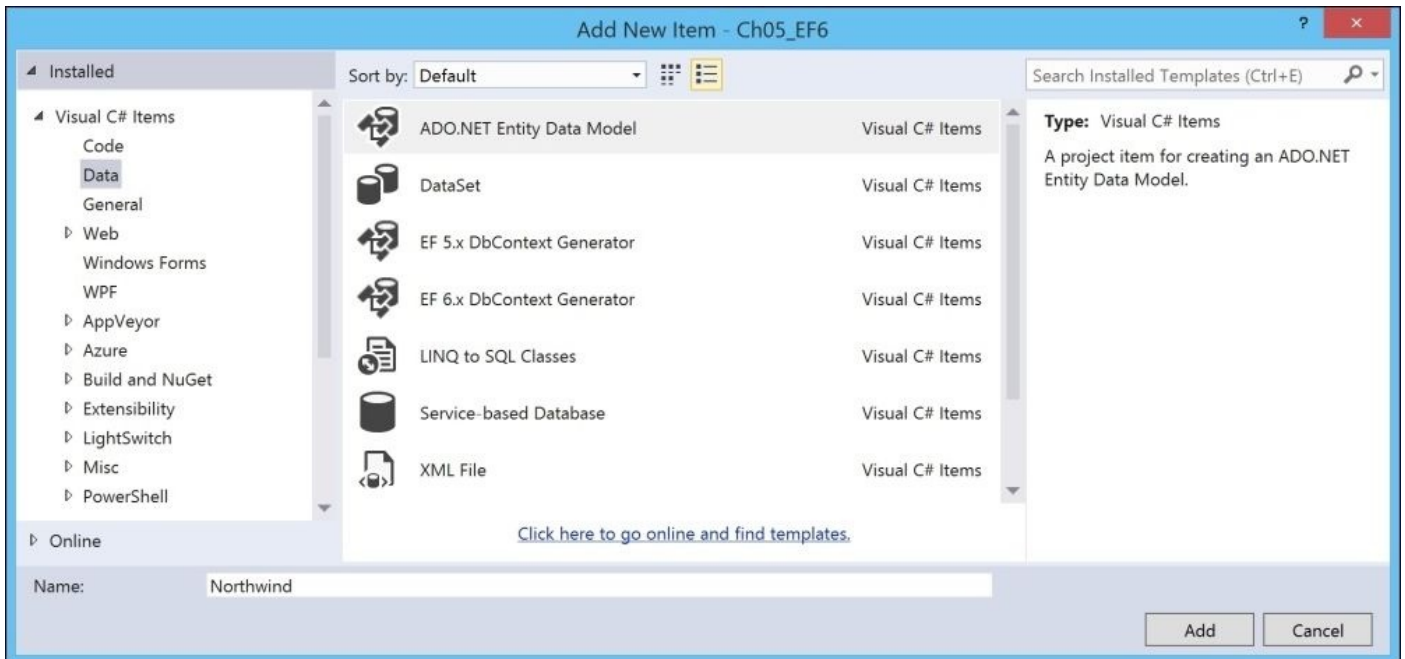 Add New Item - Ch05_EF6
?
Installed
Sort by: Default
Search Installed Templates (Ctrl+E)
Visual C# Items
Code
Data
General
Web
Windows Forms
WPF
AppVeyor
Azure
Build and NuGet
Extensibility
LightSwitch
Misc
PowerShell
Online
ADO.NET Entity Data Model Visual C# Items
DataSet Visual C# Items
EF 5.x DbContext Generator Visual C# Items
EF 6.x DbContext Generator Visual C# Items
LINQ to SQL Classes Visual C# Items
Service-based Database Visual C# Items
XML File Visual C# Items
Click here to go online and find templates.
Type: Visual C# Items
A project item for creating an ADO.NET
Entity Data Model.
Name: Northwind
Add Cancel